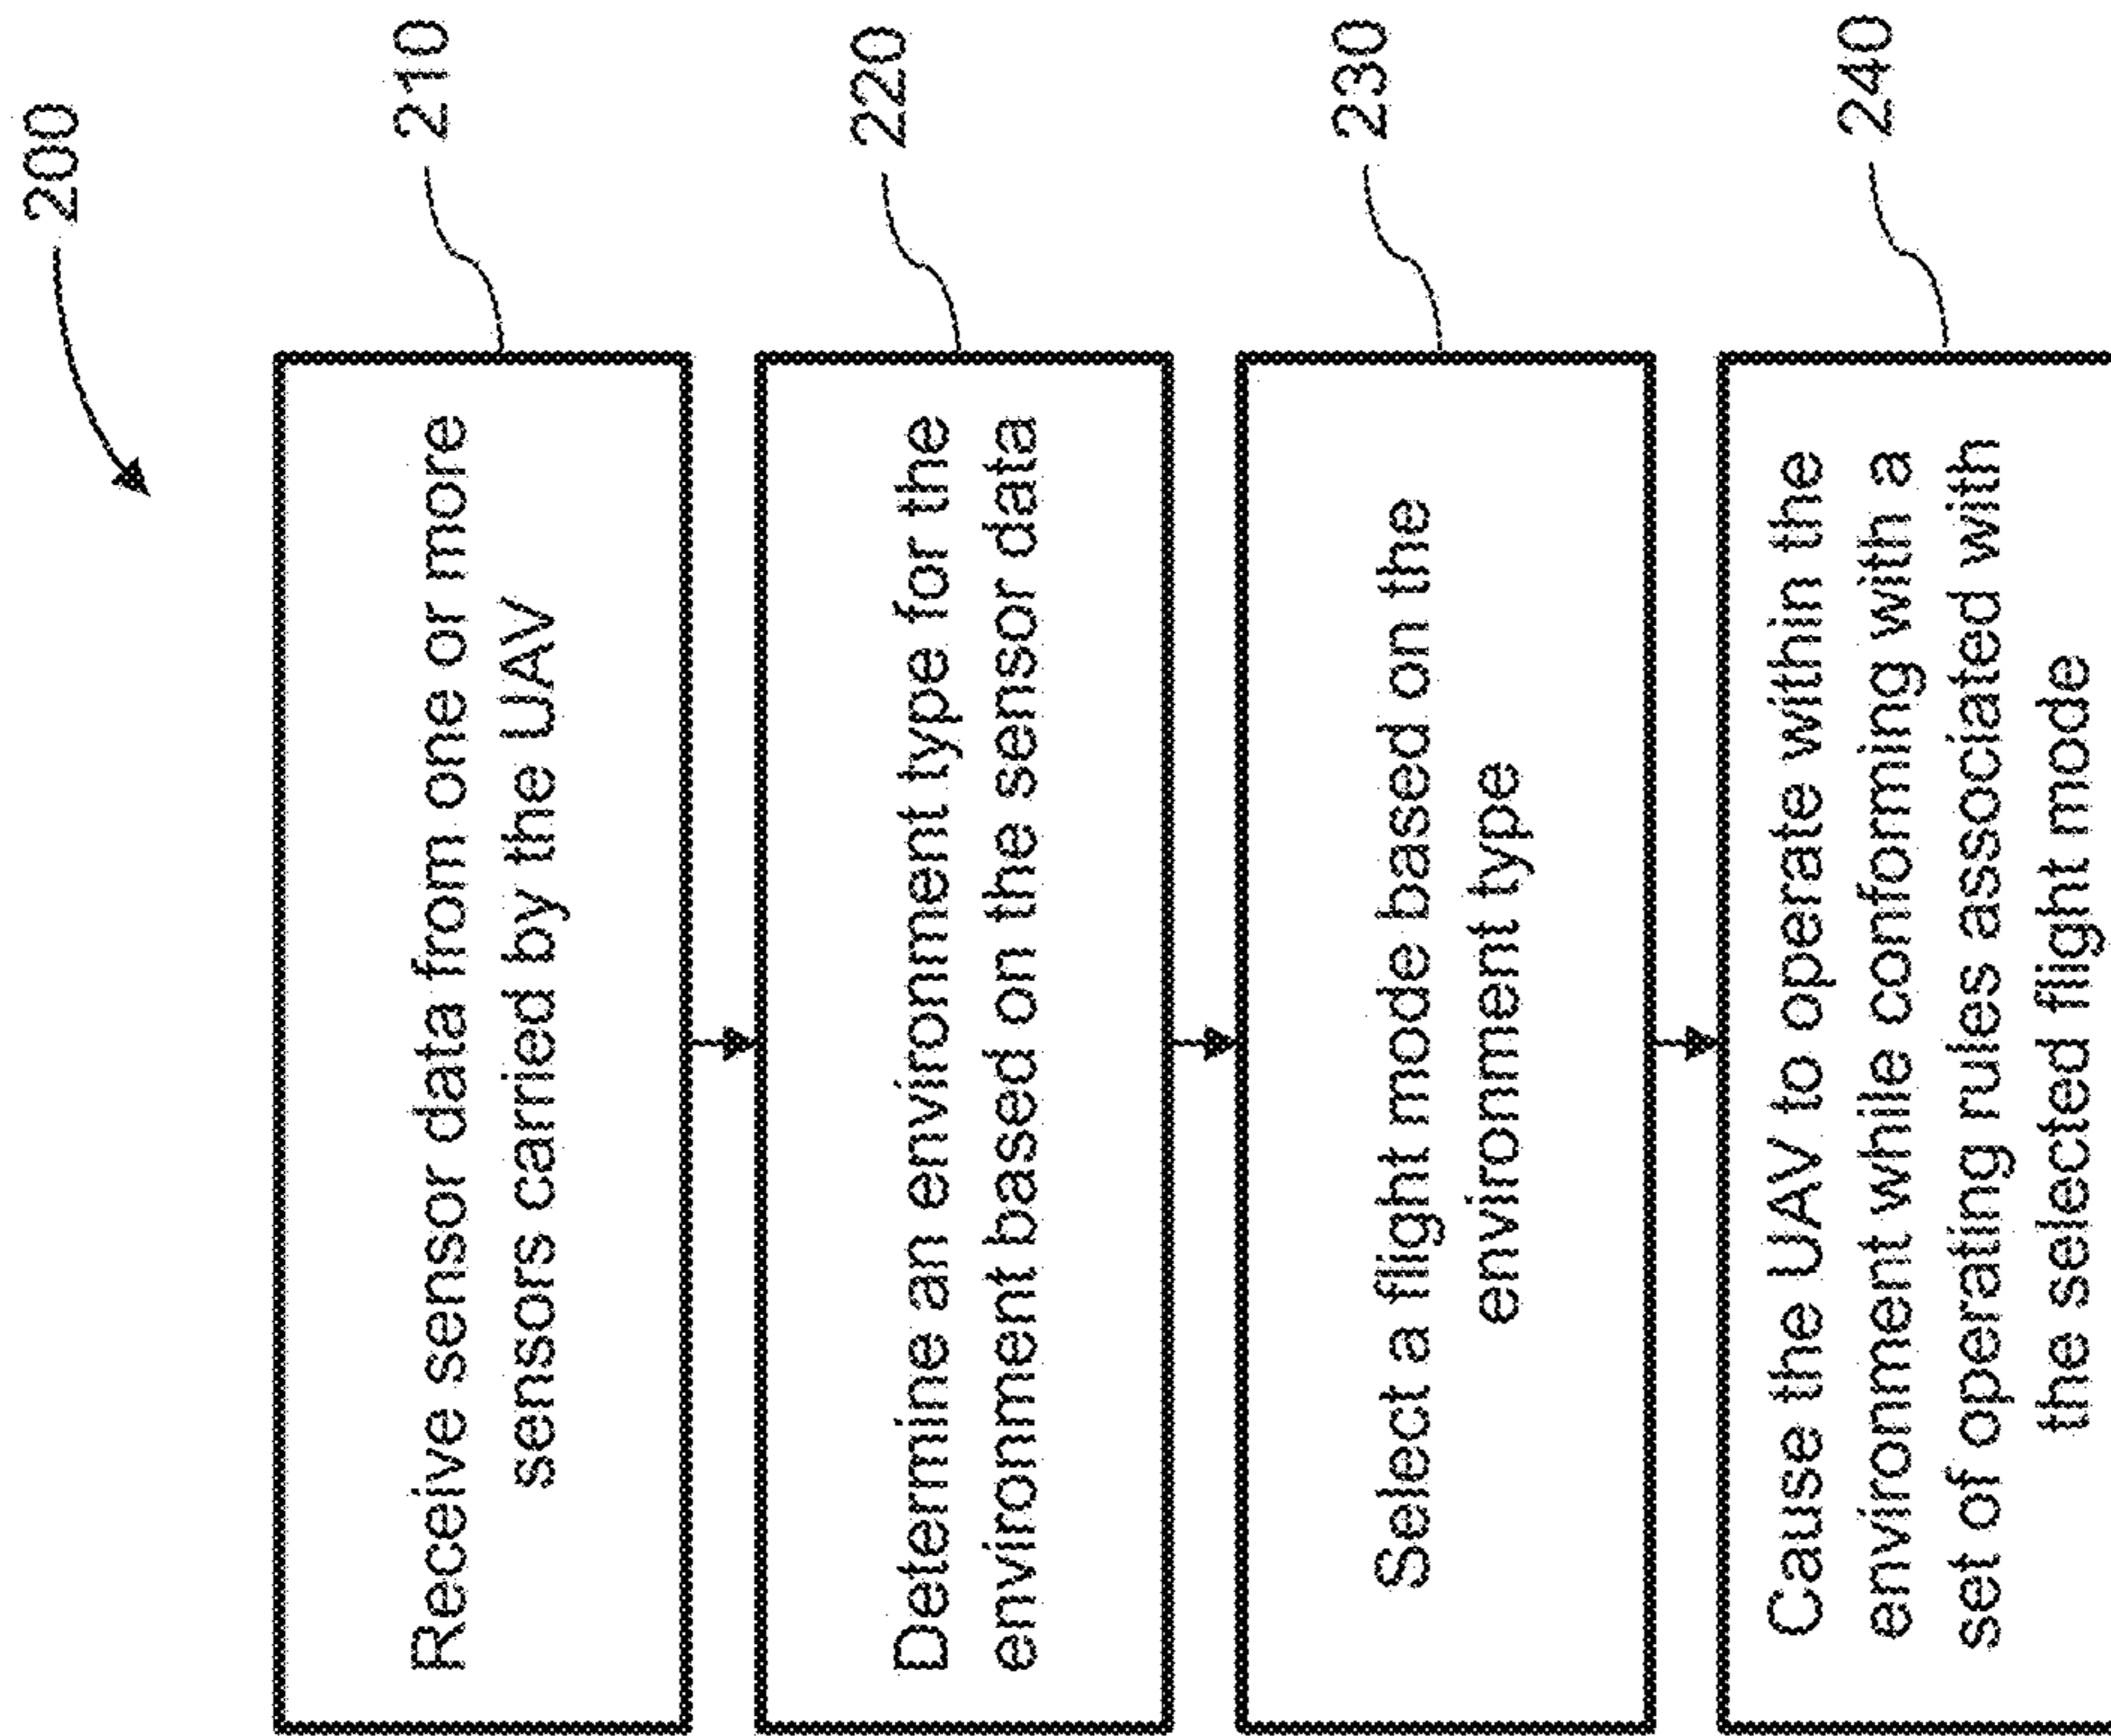 200
210
Receive sensor data from one or more
sensors carried by the UAV
220
Determine an environment type for the
environment based on the sensor data
230
Select a flight mode based on the
environment type
240
Cause the UAV to operate within the
environment while conforming with a
set of operating rules associated with
the selected flight mode